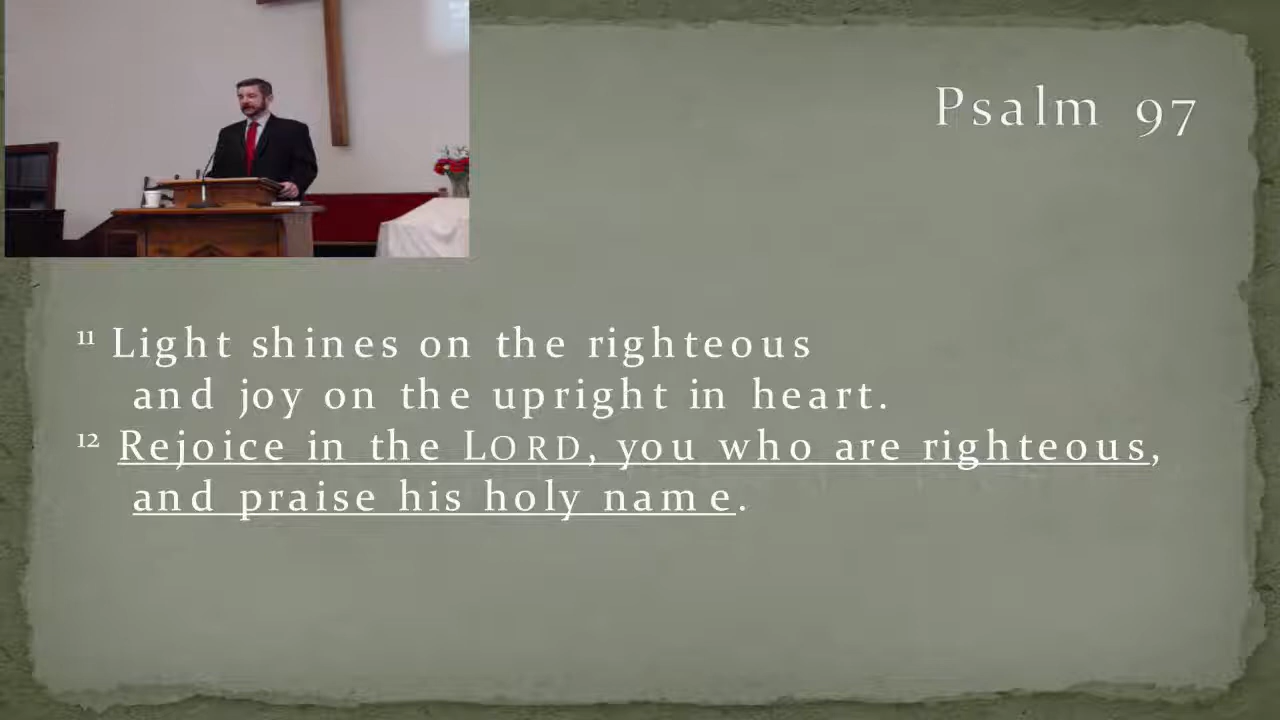 Psalm 97
11 Light shines on the righteous
and joy on the upright in heart.
12 Rejoice in the LORD, you who are righteous,
and praise his holy name.